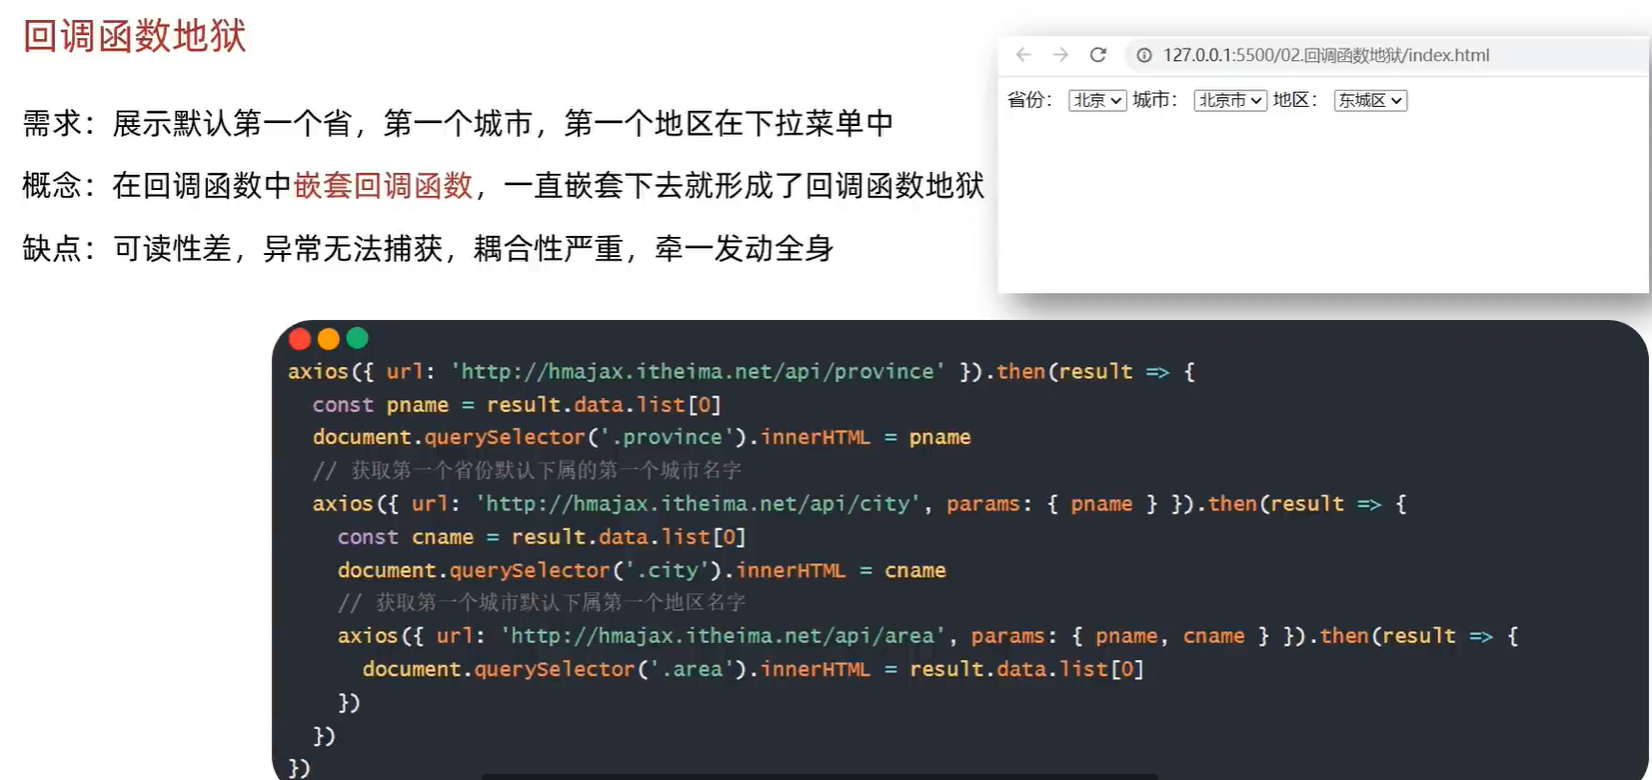 回调函数地狱
需求：展示默认第一个省，第一个城市，第一个地区在下拉菜单中
概念：在回调函数中嵌套回调函数，一直嵌套下去就形成了回调函数地狱
缺点：可读性差，异常无法捕获，耦合性严重，牵一发动全身
127.0.0.1:5500/02.回调函数地狱/index.html
省份： 北京 城市： 北京市 地区： 东城区
axios({ url: 'http://hmajax.itheima.net/api/province' }).then(result => {
  const pname = result.data.list[0]
  document.querySelector('.province').innerHTML = pname
  // 获取第一个省份默认下属的第一个城市名字
  axios({ url: 'http://hmajax.itheima.net/api/city', params: { pname } }).then(result => {
    const cname = result.data.list[0]
    document.querySelector('.city').innerHTML = cname
    // 获取第一个城市默认下属第一个地区名字
    axios({ url: 'http://hmajax.itheima.net/api/area', params: { pname, cname } }).then(result => {
      document.querySelector('.area').innerHTML = result.data.list[0]
    })
  })
})